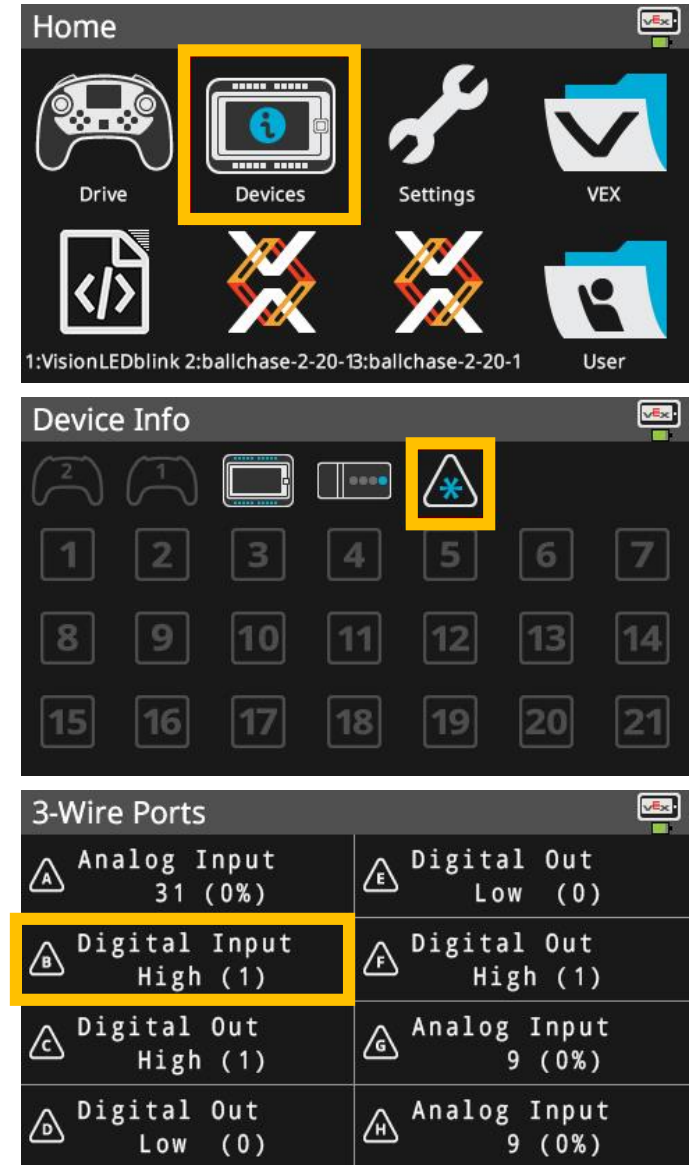 Home
VEX
Drive
Devices
Settings
VEX
1:VisionLEDblink 2:ballchase-2-20-13:ballchase-2-20-1
User
Device Info
VEX
2
1
1
2
3
4
5
6
7
8
9
10
11
12
13
14
15
16
17
18
19
20
21
3-Wire Ports
VEX
A Analog Input
31 (0%)
E Digital Out
Low (0)
B Digital Input
High (1)
F Digital Out
High (1)
C Digital Out
High (1)
G Analog Input
9 (0%)
D Digital Out
Low (0)
H Analog Input
9 (0%)